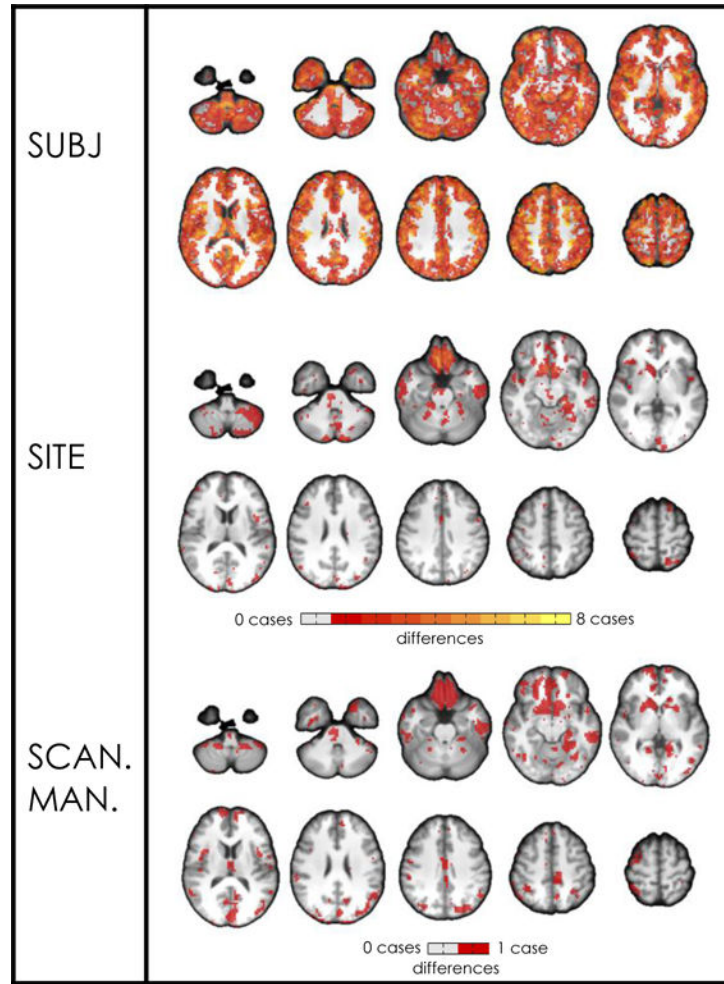 SUBJ
SITE
0 cases 8 cases
differences
SCAN.
MAN.
0 cases 1 case
differences